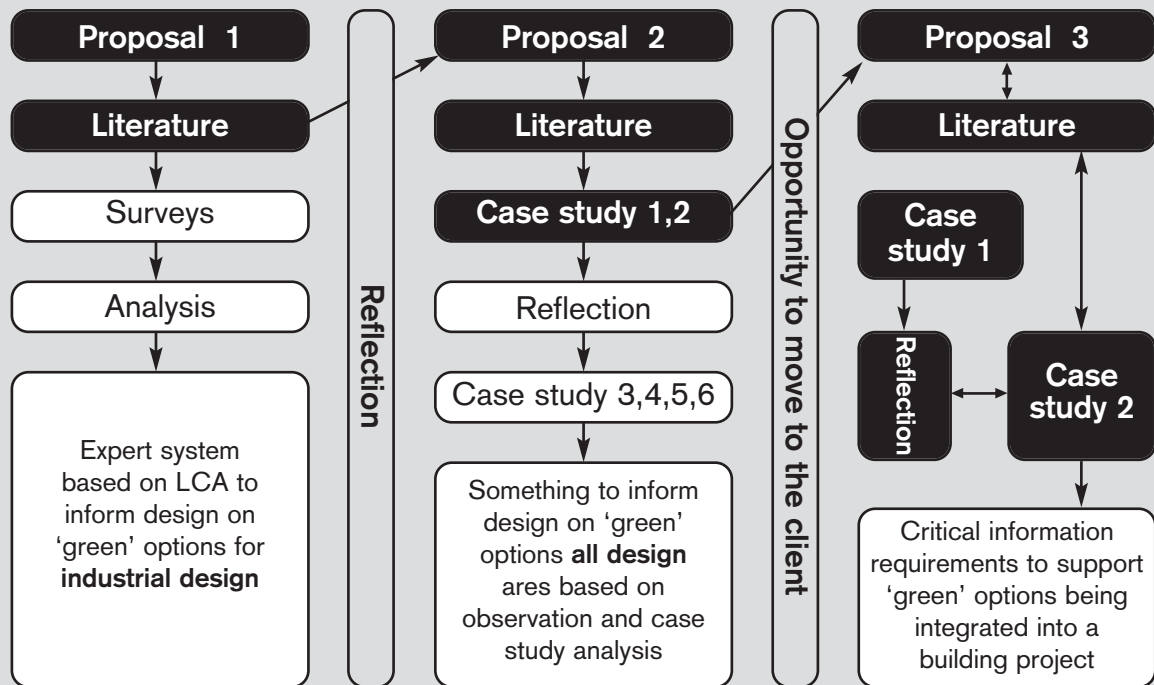 Proposal 1
Literature
Surveys
Analysis
Expert system
based on LCA to
inform design on
‘green’ options for
industrial design
Reflection
Proposal 2
Literature
Case study 1,2
Reflection
Case study 3,4,5,6
Something to inform
design on ‘green’
options all design
ares based on
observation and case
study analysis
Opportunity to move to the client
Proposal 3
Literature
Case
study 1
Reflection
Case
study 2
Critical information
requirements to support
‘green’ options being
integrated into a
building project